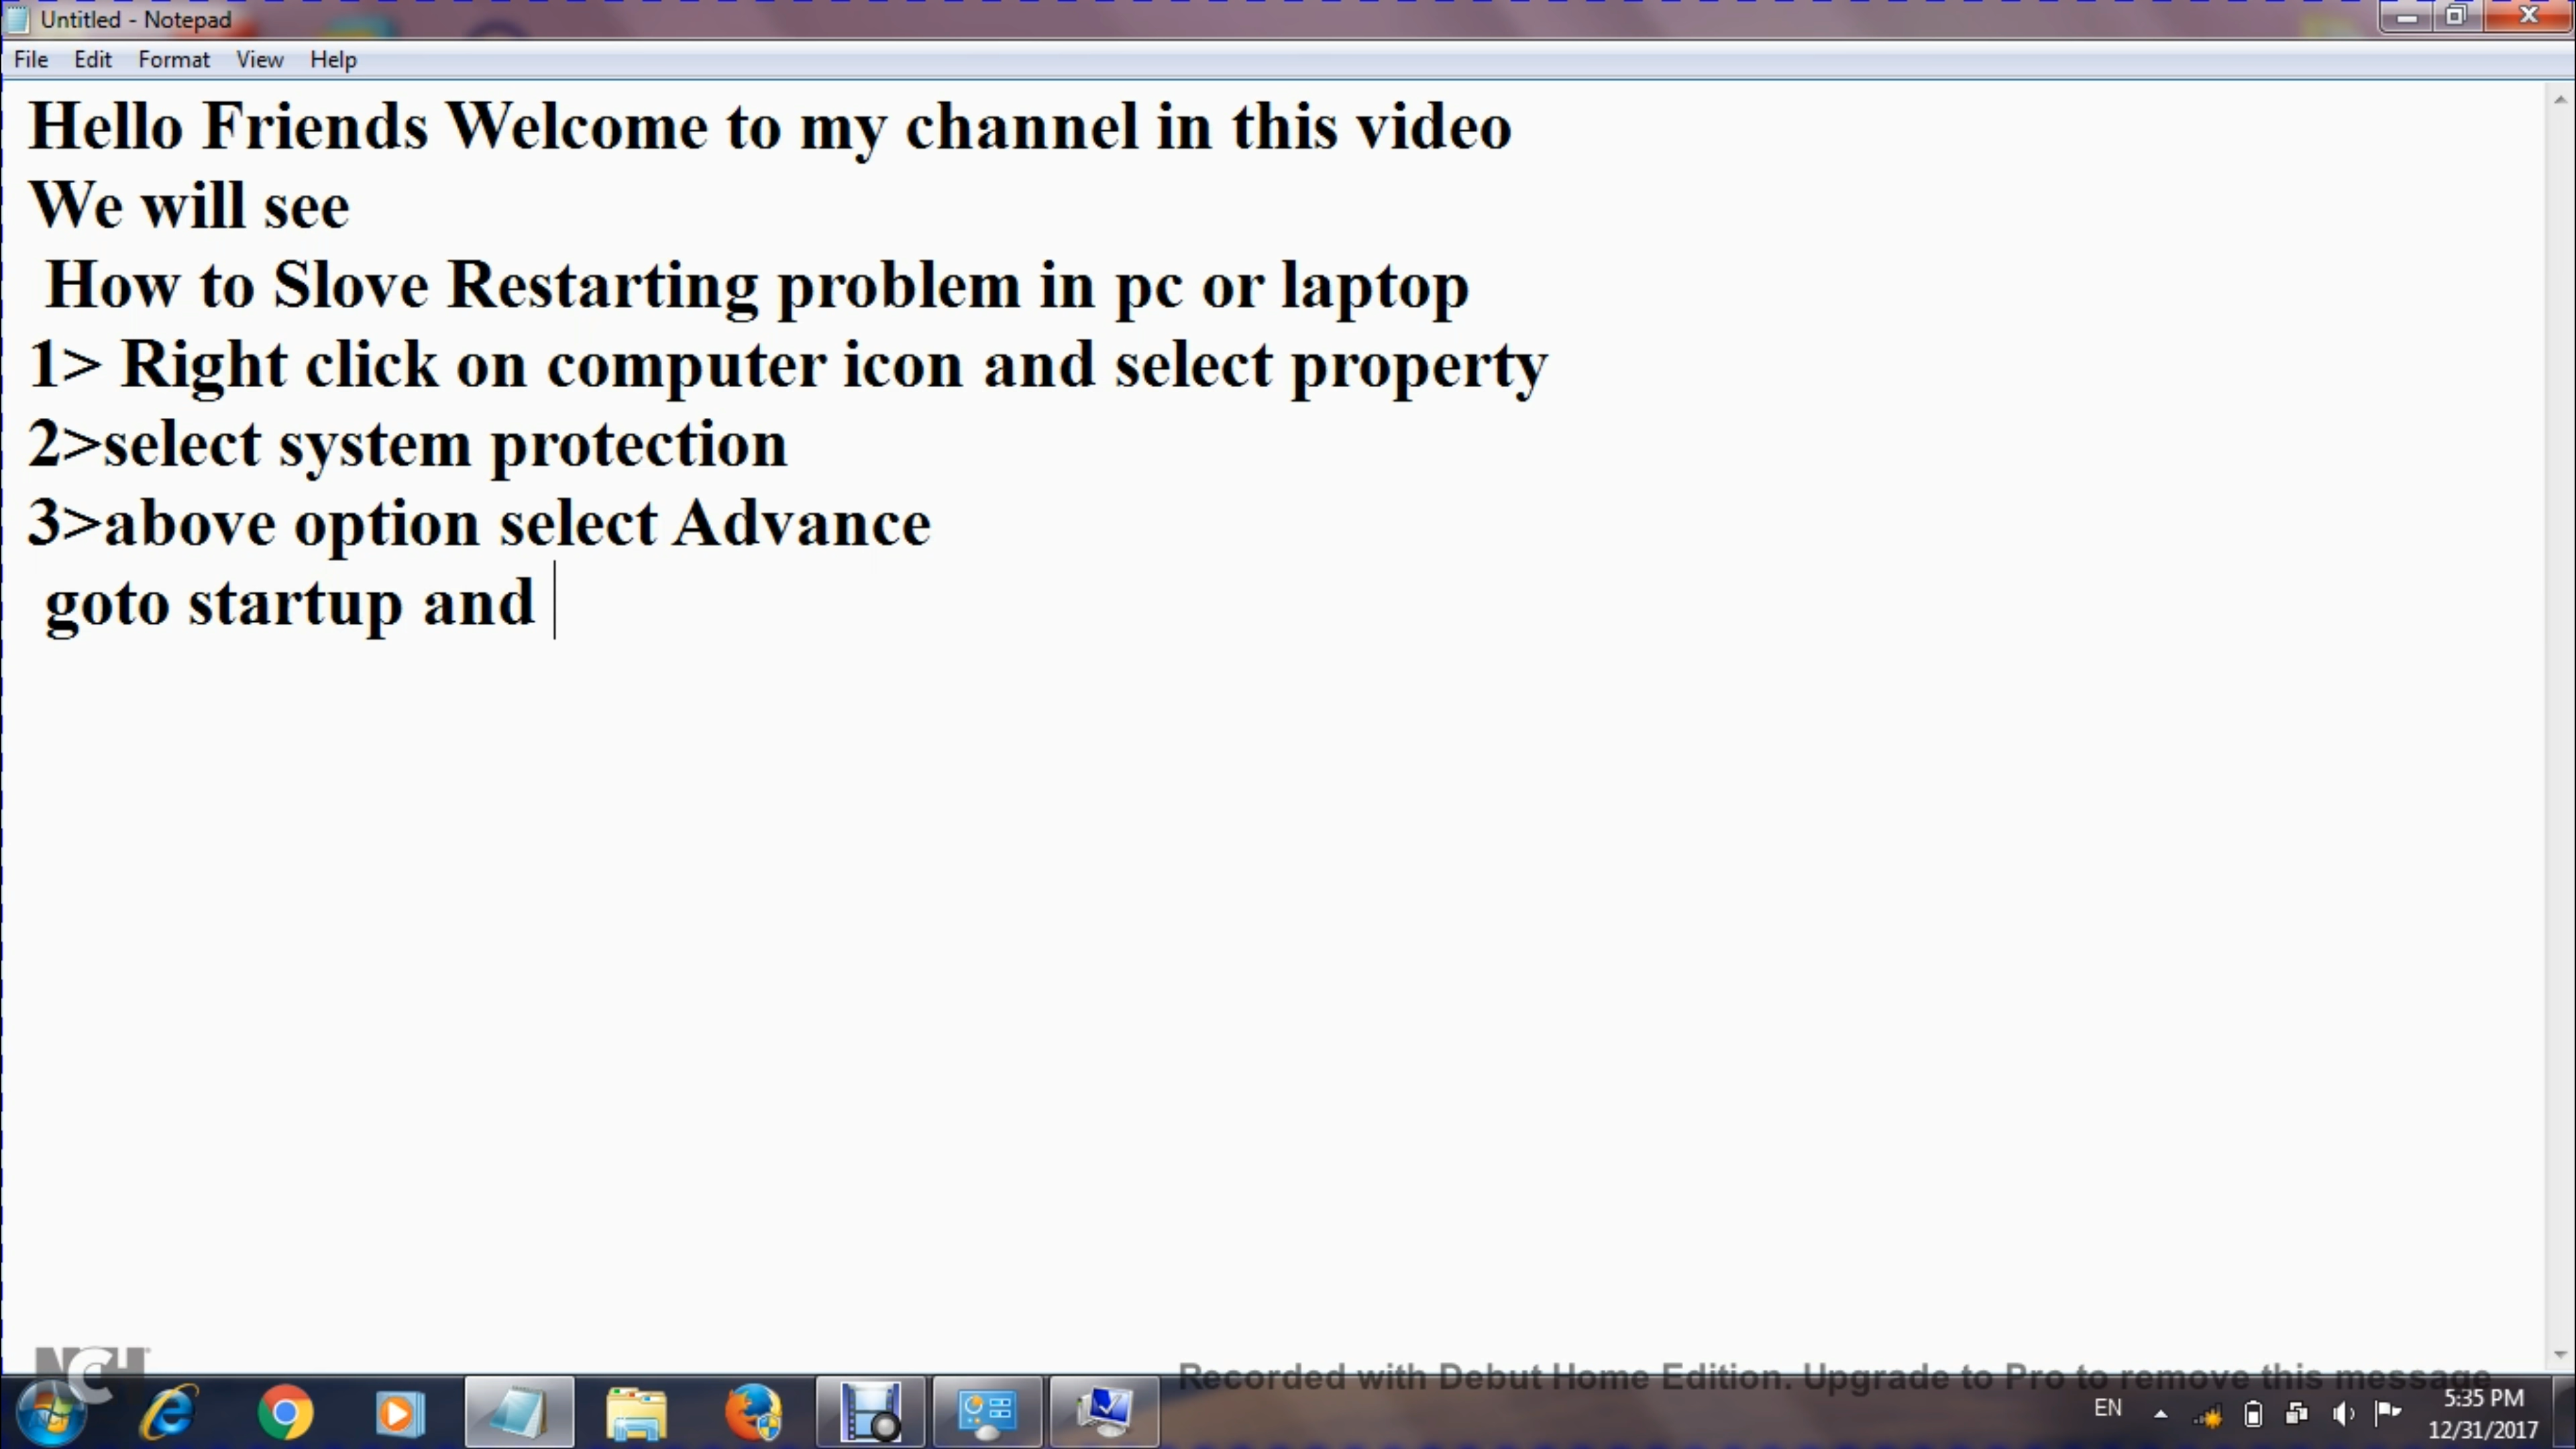 Untitled - Notepad
File Edit Format View Help
Hello Friends Welcome to my channel in this video
We will see
How to Slove Restarting problem in pc or laptop
1> Right click on computer icon and select property
2>select system protection
3>above option select Advance
goto startup and
NCH
Recorded with Debut Home Edition. Upgrade to Pro to remove this message
EN
5:35 PM
12/31/2017